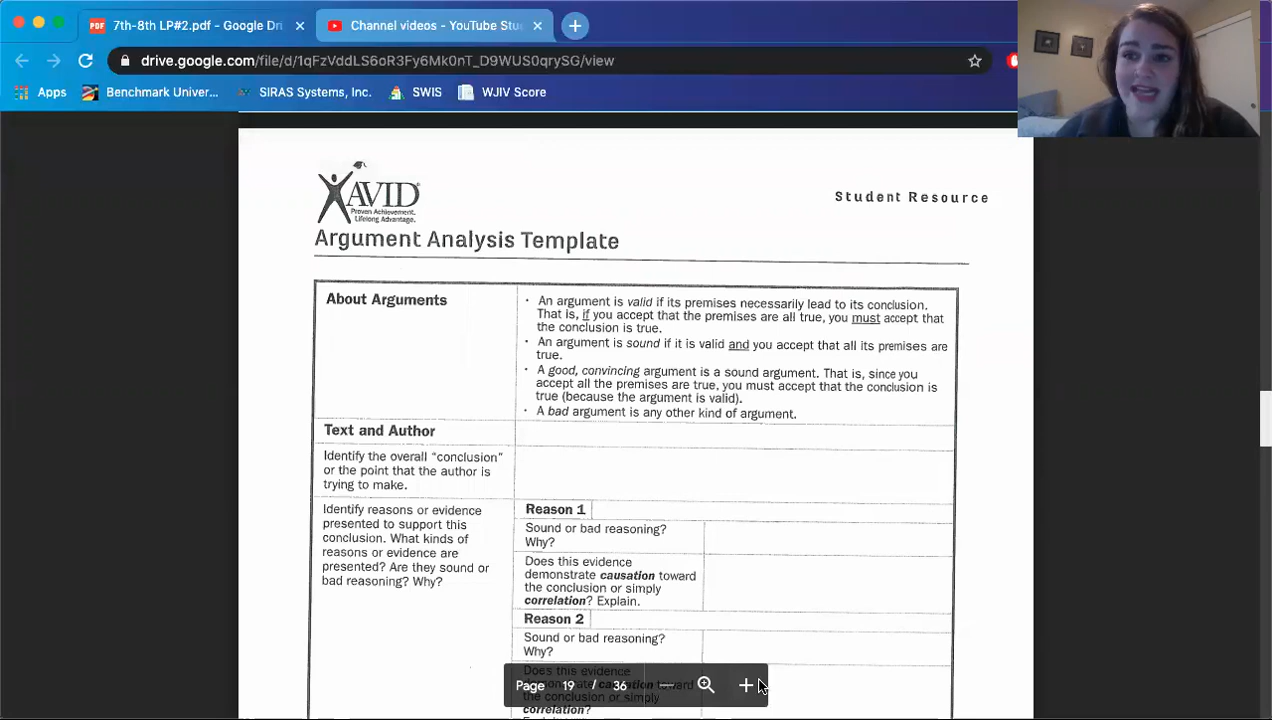 7th-8th LP#2.pdf - Google Dri
Channel videos - YouTube Stu
drive.google.com/file/d/1qFzVddLS6oR3Fy6Mk0nT_D9WUS0qrySG/view
Apps
Benchmark Univer...
SIRAS Systems, Inc.
SWIS
WJIV Score
AVID
Proven Achievement.
Lifelong Advantage.
Student Resource
Argument Analysis Template
About Arguments
· An argument is valid if its premises necessarily lead to its conclusion.
That is, if you accept that the premises are all true, you must accept that
the conclusion is true.
· An argument is sound if it is valid and you accept that all its premises are
true.
· A good, convincing argument is a sound argument. That is, since you
accept all the premises are true, you must accept that the conclusion is
true (because the argument is valid).
· A bad argument is any other kind of argument.
Text and Author
Identify the overall “conclusion”
or the point that the author is
trying to make.
Identify reasons or evidence
presented to support this
conclusion. What kinds of
reasons or evidence are
presented? Are they sound or
bad reasoning? Why?
Reason 1
Sound or bad reasoning?
Why?
Does this evidence
demonstrate causation toward
the conclusion or simply
correlation? Explain.
Reason 2
Sound or bad reasoning?
Why?
Does this evidence
demonstrate causation toward
the conclusion or simply
correlation?
Page 19 / 36